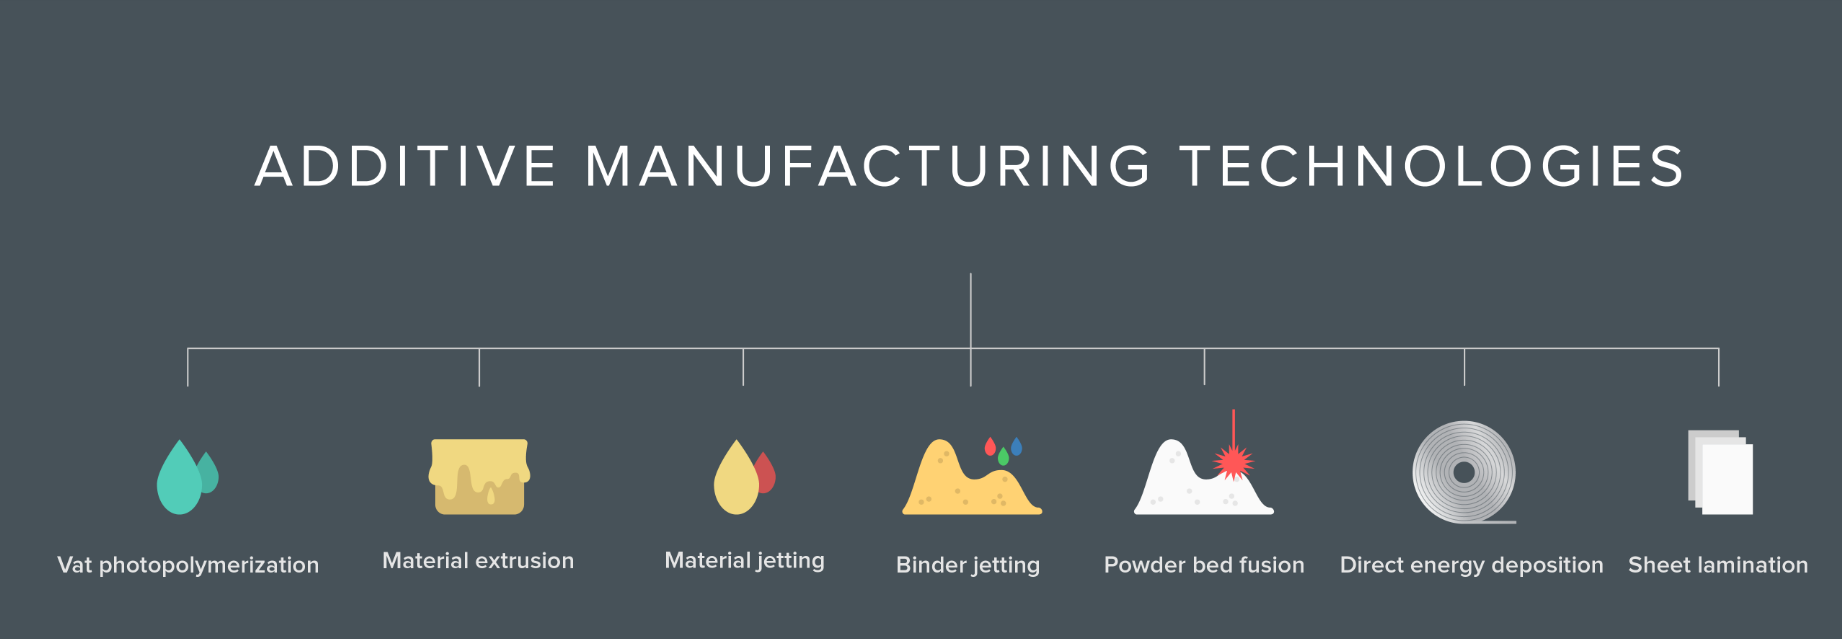 ADDITIVE MANUFACTURING TECHNOLOGIES
Vat photopolymerization
Material extrusion
Material jetting
Binder jetting
Powder bed fusion
Direct energy deposition
Sheet lamination